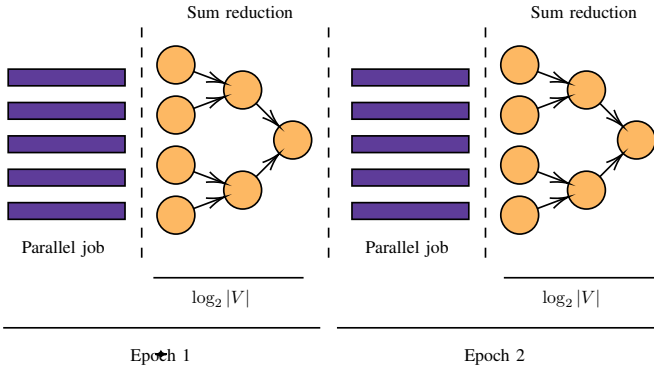 Sum reduction
Sum reduction
Parallel job
Parallel job
log₂ |V|
log₂ |V|
Epoch 1
Epoch 2